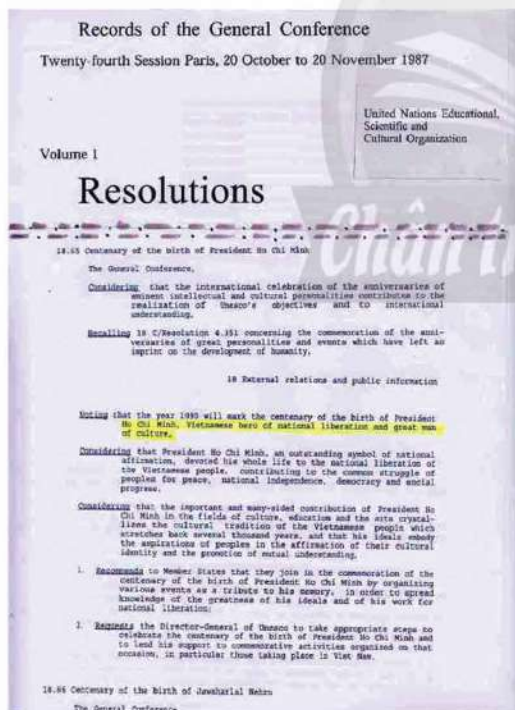 Records of the General Conference
Twenty-fourth Session Paris, 20 October to 20 November 1987
United Nations Educational,
Scientific and
Cultural Organization
Volume 1
Resolutions
Chân t
18.65 Centenary of the birth of President Ho Chi Minh
The General Conference,
Considering that the international celebration of the anniversaries of
eminent intellectual and cultural personalities contributes to the
realization of Unesco's objectives and to international
understanding,
Recalling 18 C/Resolution 4.351 concerning the commemoration of the anni-
versaries of great personalities and events which have left an
imprint on the development of humanity,
18 External relations and public information
Noting that the year 1990 will mark the centenary of the birth of President
Ho Chi Minh, Vietnamese hero of national liberation and great man
of culture,
Considering that President Ho Chi Minh, an outstanding symbol of national
affirmation, devoted his whole life to the national liberation of
the Vietnamese people, contributing to the common struggle of
peoples for peace, national independence, democracy and social
progress,
Considering that the important and many-sided contribution of President Ho
Chi Minh in the fields of culture, education and the arts crystal-
lizes the cultural tradition of the Vietnamese people which
stretches back several thousand years, and that his ideals embody
the aspirations of peoples in the affirmation of their cultural
identity and the promotion of mutual understanding,
1. Recommends to Member States that they join in the commemoration of the
centenary of the birth of President Ho Chi Minh by organizing
various events as a tribute to his memory, in order to spread
knowledge of the greatness of his ideals and of his work for
national liberation;
2. Requests the Director-General of Unesco to take appropriate steps to
celebrate the centenary of the birth of President Ho Chi Minh and
to lend his support to commemorative activities organized on that
occasion, in particular those taking place in Viet Nam.
18.66 Centenary of the birth of Jawaharlal Nehru
The General Conference